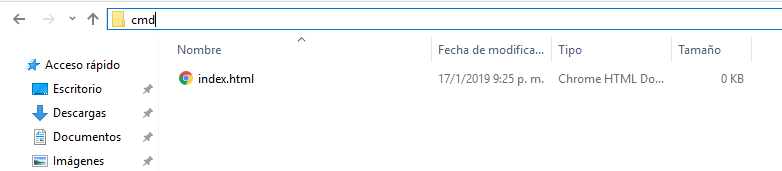 cmd
Nombre Fecha de modifica... Tipo Tamaño
Acceso rápido
Escritorio
Descargas
Documentos
Imágenes
index.html 17/1/2019 9:25 p. m. Chrome HTML Do... 0 KB